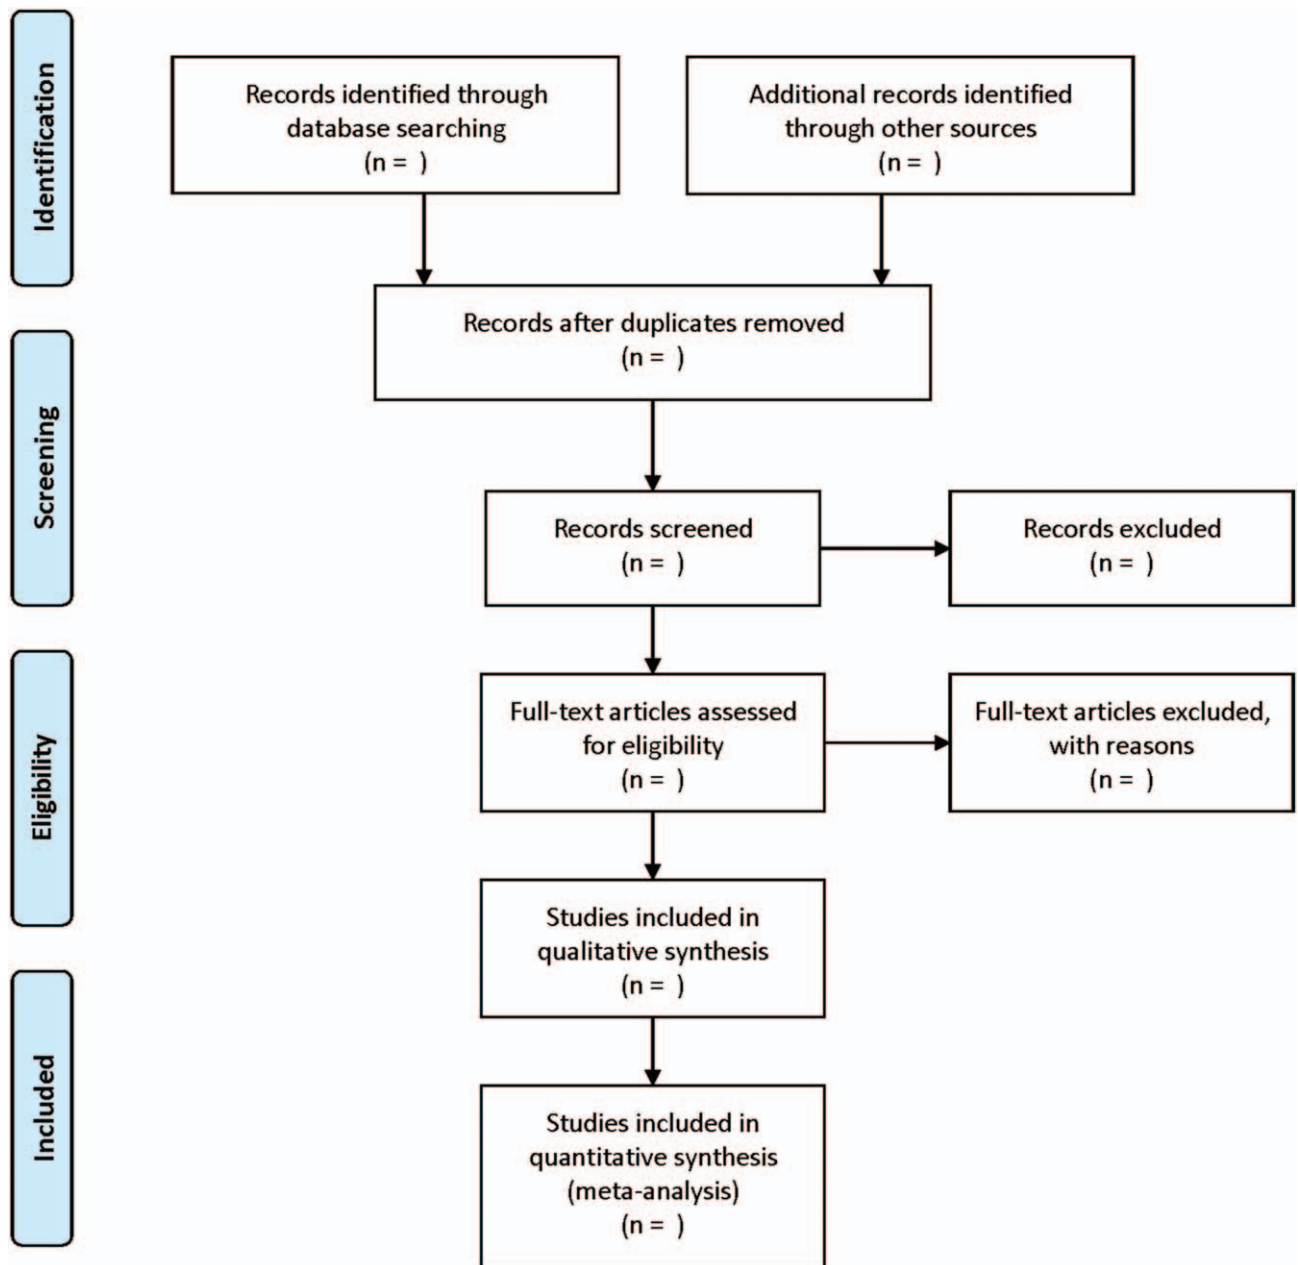 Identification
Records identified through
database searching
(n =  )
Additional records identified
through other sources
(n =  )
Records after duplicates removed
(n =  )
Screening
Records screened
(n =  )
Records excluded
(n =  )
Eligibility
Full-text articles assessed
for eligibility
(n =  )
Full-text articles excluded,
with reasons
(n =  )
Studies included in
qualitative synthesis
(n =  )
Included
Studies included in
quantitative synthesis
(meta-analysis)
(n =  )